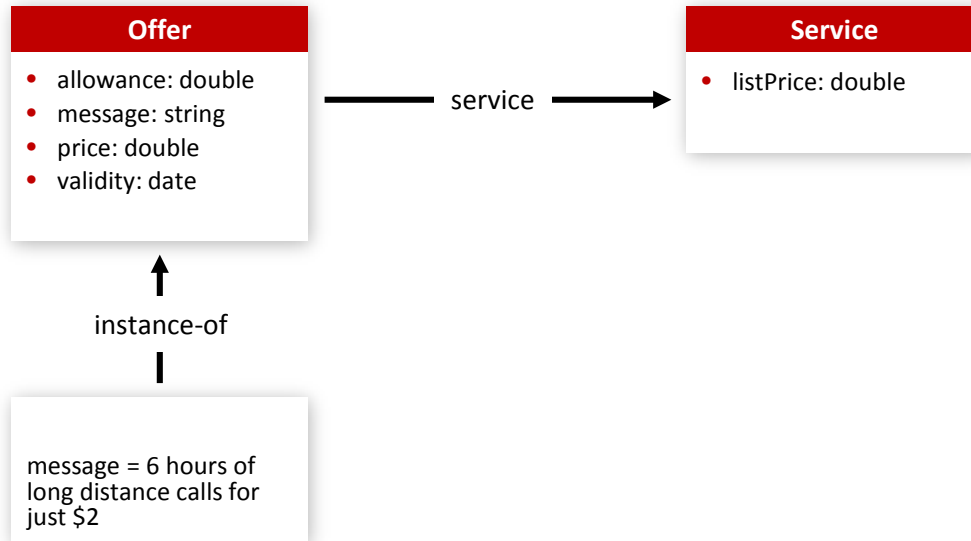 Offer
• allowance: double
• message: string
• price: double
• validity: date
service
Service
• listPrice: double
instance-of
message = 6 hours of
long distance calls for
just $2